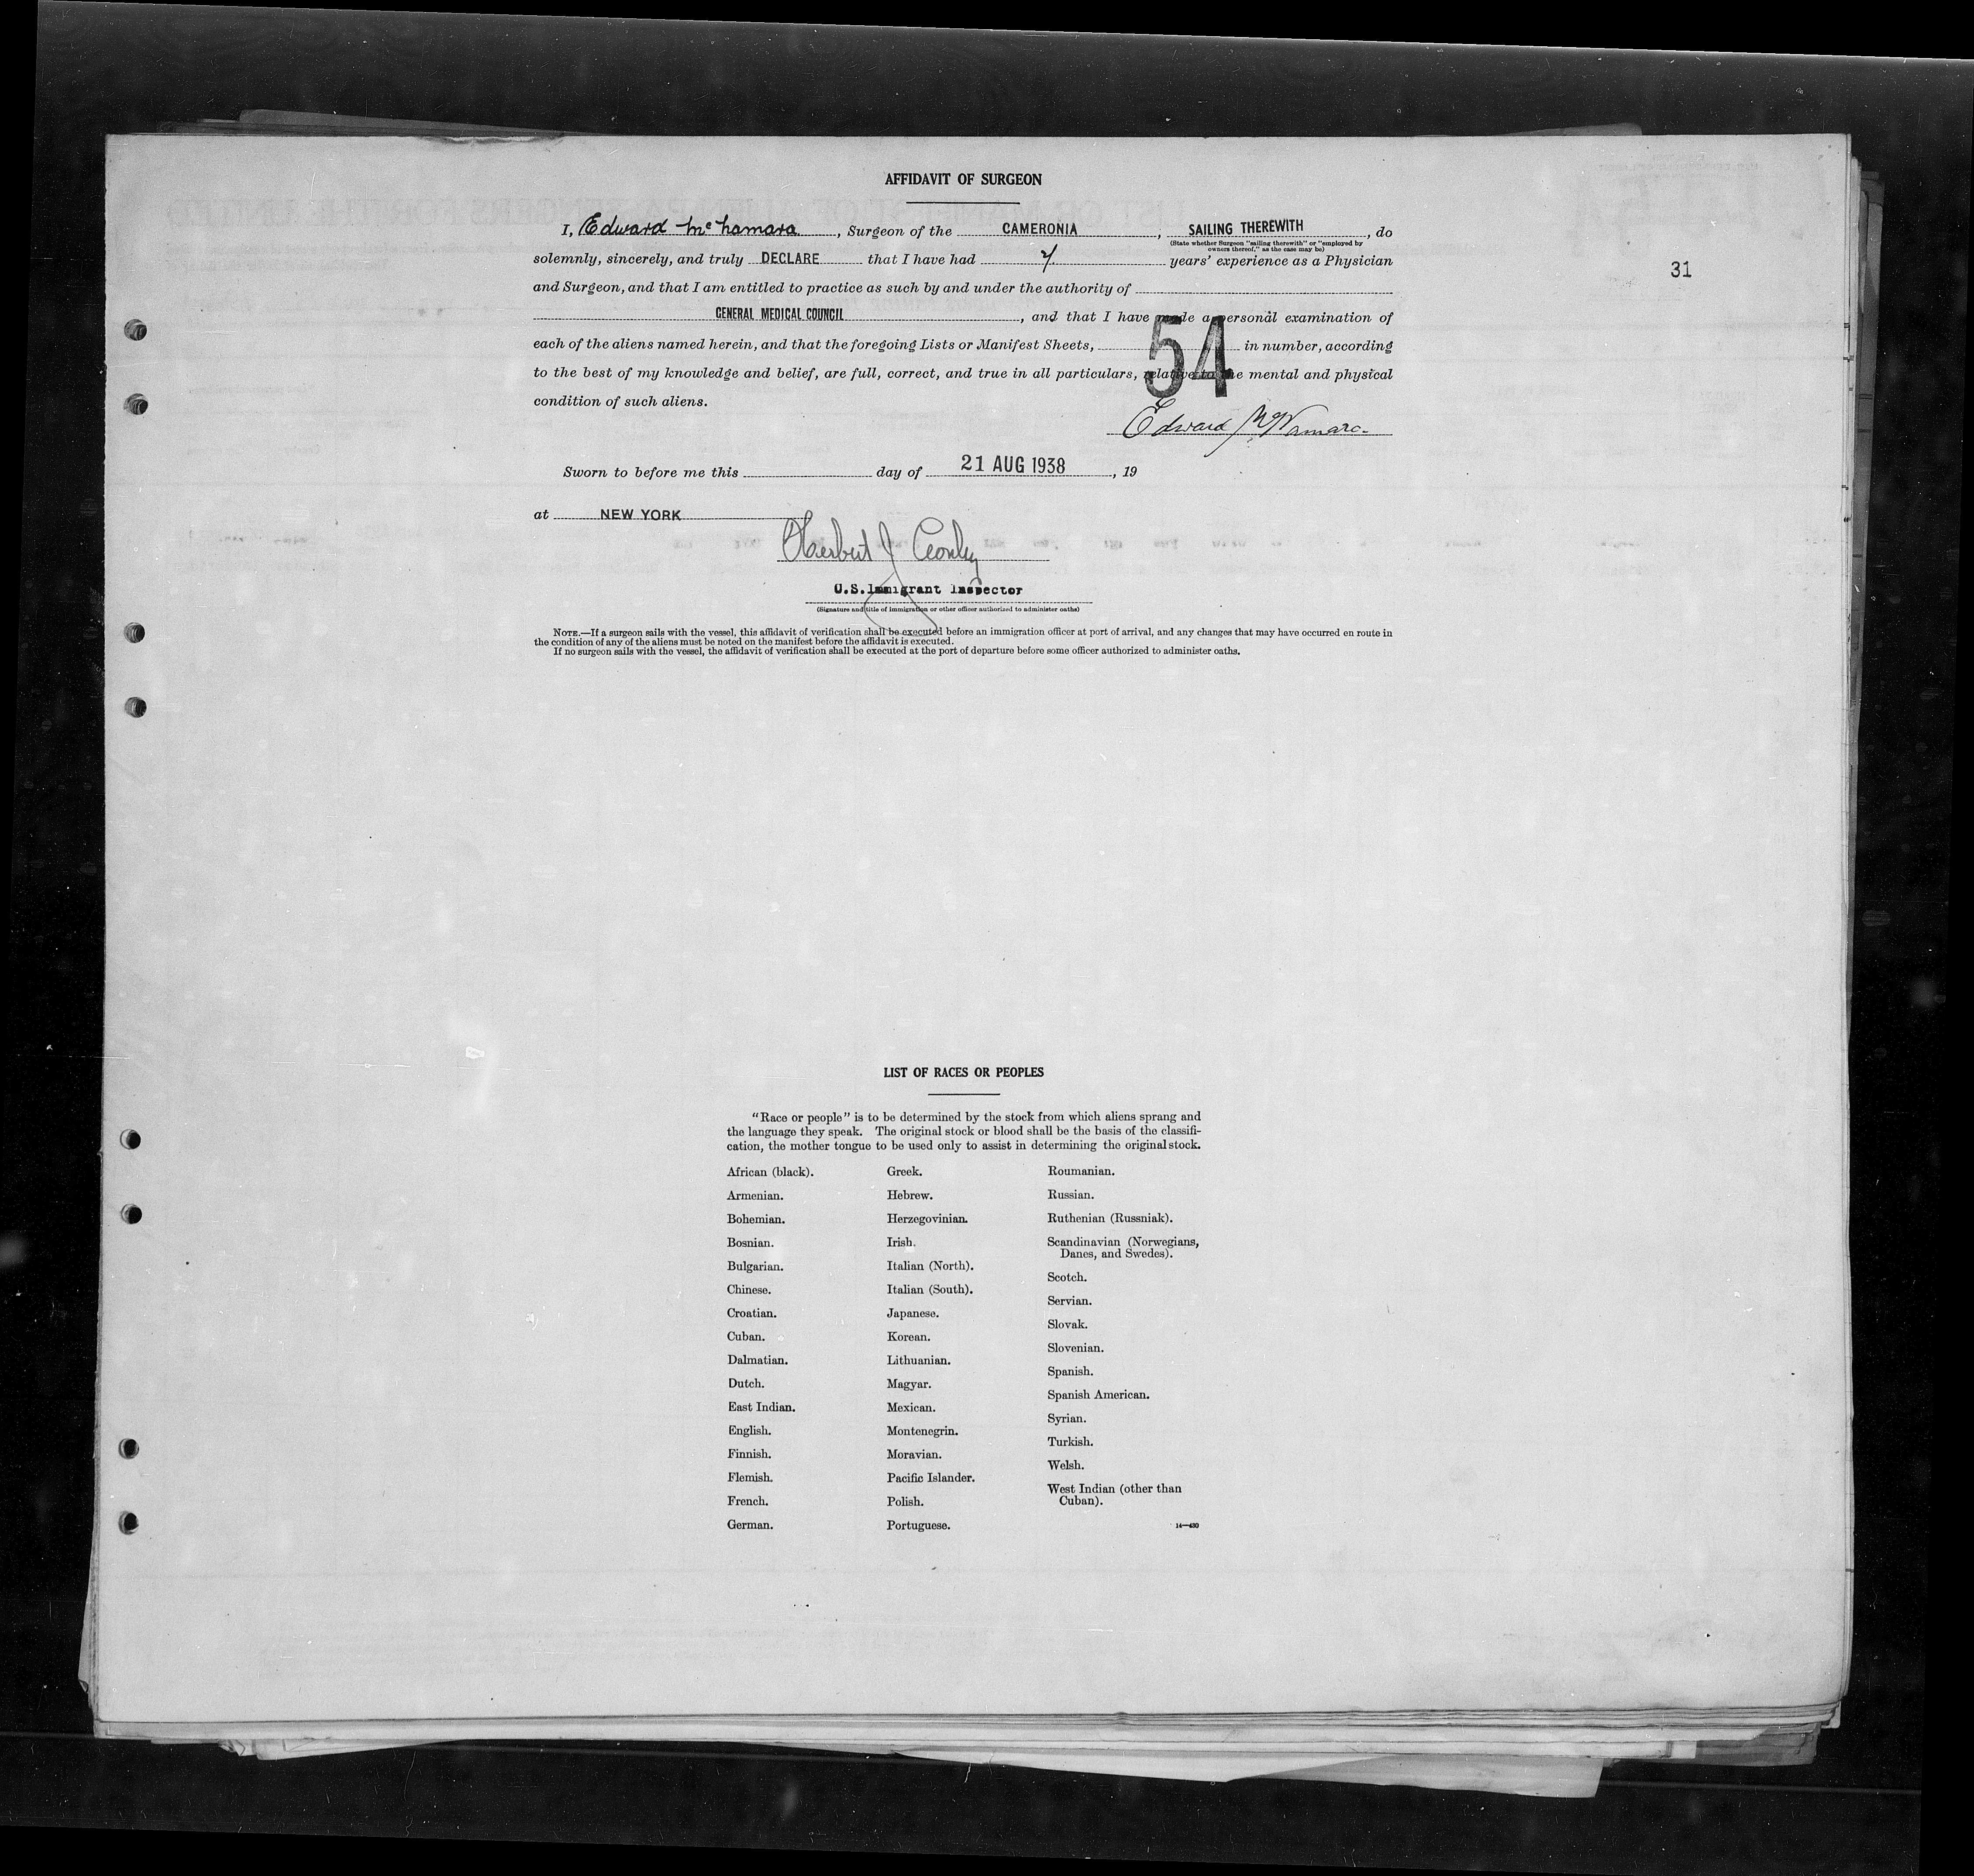 AFFIDAVIT OF SURGEON
I, Edward McNamara, Surgeon of the CAMERONIA, SAILING THEREWITH, do
(State whether Surgeon "sailing therewith" or "employed by
owners thereof," as the case may be)
solemnly, sincerely, and truly DECLARE that I have had 4 years' experience as a Physician
and Surgeon, and that I am entitled to practice as such by and under the authority of
GENERAL MEDICAL COUNCIL, and that I have made a personal examination of
each of the aliens named herein, and that the foregoing Lists or Manifest Sheets, 54 in number, according
to the best of my knowledge and belief, are full, correct, and true in all particulars, relative to the mental and physical
condition of such aliens.
Edward McNamara.
31
Sworn to before me this day of 21 AUG 1938, 19
at NEW YORK
Herbert J
U.S. Immigrant Inspector
(Signature and title of immigration or other officer authorized to administer oaths)
NOTE.—If a surgeon sails with the vessel, this affidavit of verification shall be executed before an immigration officer at port of arrival, and any changes that may have occurred en route in
the condition of any of the aliens must be noted on the manifest before the affidavit is executed.
If no surgeon sails with the vessel, the affidavit of verification shall be executed at the port of departure before some officer authorized to administer oaths.
LIST OF RACES OR PEOPLES
"Race or people" is to be determined by the stock from which aliens sprang and
the language they speak. The original stock or blood shall be the basis of the classifi-
cation, the mother tongue to be used only to assist in determining the original stock.
African (black).
Armenian.
Bohemian.
Bosnian.
Bulgarian.
Chinese.
Croatian.
Cuban.
Dalmatian.
Dutch.
East Indian.
English.
Finnish.
Flemish.
French.
German.
Greek.
Hebrew.
Herzegovinian.
Irish.
Italian (North).
Italian (South).
Japanese.
Korean.
Lithuanian.
Magyar.
Mexican.
Montenegrin.
Moravian.
Pacific Islander.
Polish.
Portuguese.
Roumanian.
Russian.
Ruthenian (Russniak).
Scandinavian (Norwegians,
Danes, and Swedes).
Scotch.
Servian.
Slovak.
Slovenian.
Spanish.
Spanish American.
Syrian.
Turkish.
Welsh.
West Indian (other than
Cuban).
14—430